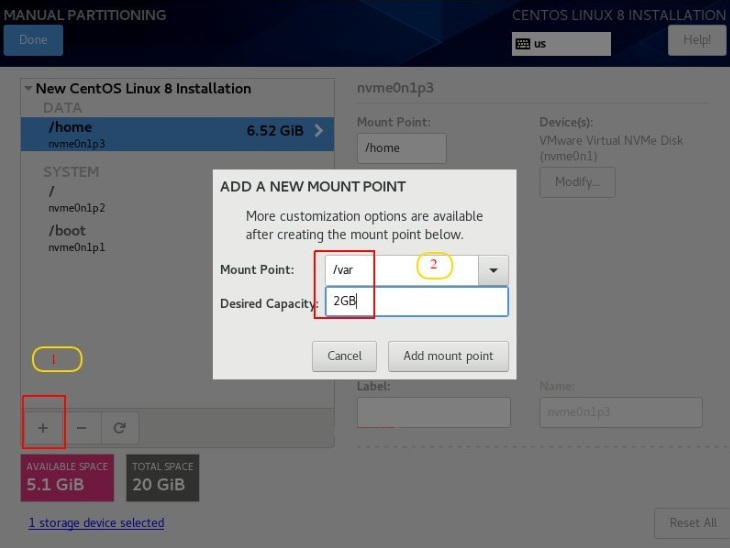 MANUAL PARTITIONING
CENTOS LINUX 8 INSTALLATION
Done
us
Help!
New CentOS Linux 8 Installation
DATA
/home
nvme0n1p3
6.52 GiB
SYSTEM
/
nvme0n1p2
/boot
nvme0n1p1
nvme0n1p3
Mount Point:
/home
Device(s):
VMware Virtual NVMe Disk
(nvme0n1)
Modify...
ADD A NEW MOUNT POINT
More customization options are available
after creating the mount point below.
Mount Point:
/var
2
Desired Capacity:
2GB
Cancel
Add mount point
1
Label:
Name:
nvme0n1p3
+
−
AVAILABLE SPACE
5.1 GiB
TOTAL SPACE
20 GiB
1 storage device selected
Reset All